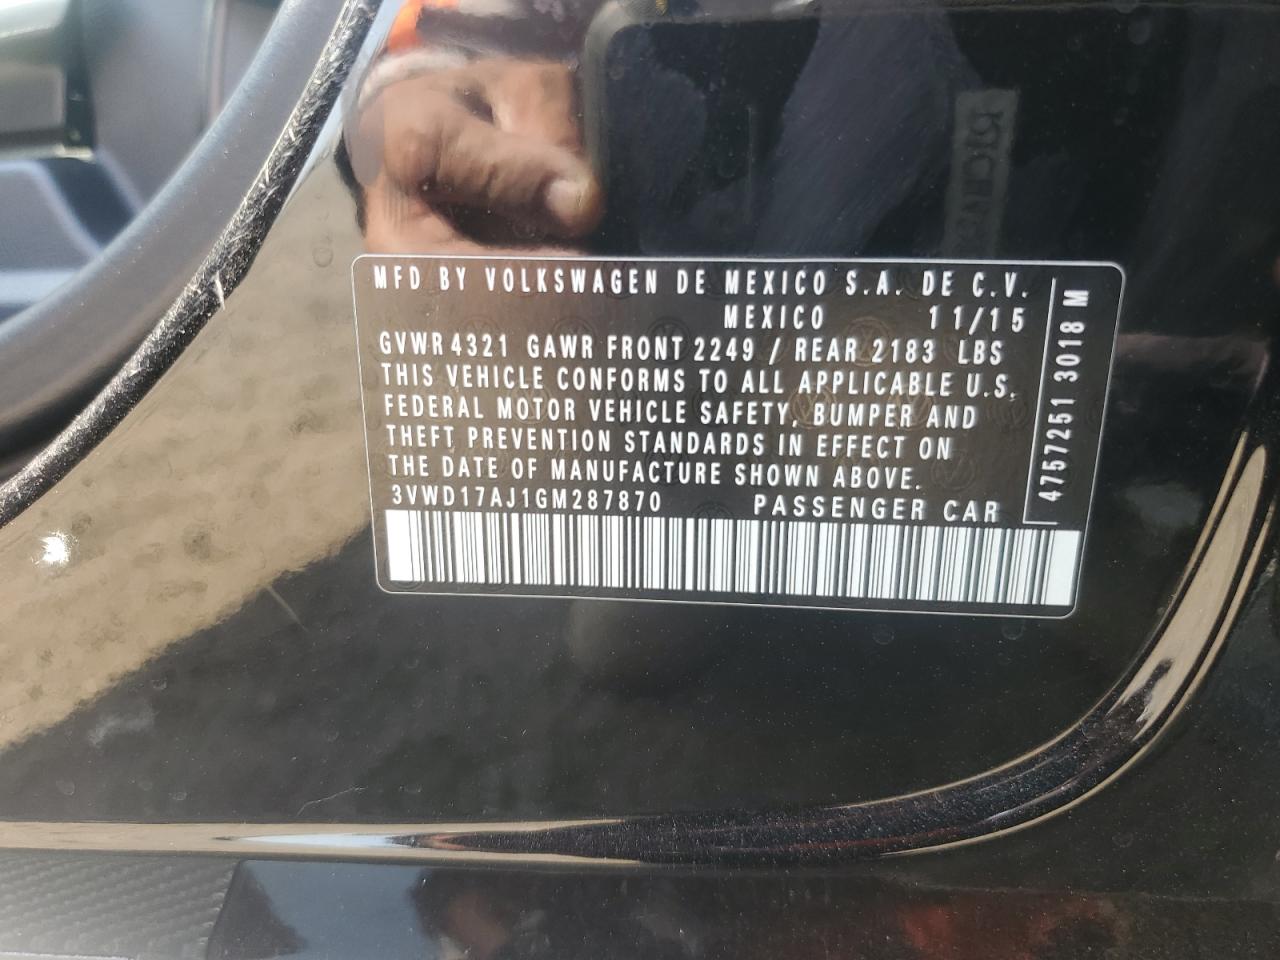 MFD BY VOLKSWAGEN DE MEXICO S.A. DE C.V.
MEXICO 11/15
GVWR 4321 GAWR FRONT 2249 / REAR 2183 LBS
THIS VEHICLE CONFORMS TO ALL APPLICABLE U.S.
FEDERAL MOTOR VEHICLE SAFETY, BUMPER AND
THEFT PREVENTION STANDARDS IN EFFECT ON
THE DATE OF MANUFACTURE SHOWN ABOVE.
3VWD17AJ1GM287870 PASSENGER CAR
4757251 3018 M